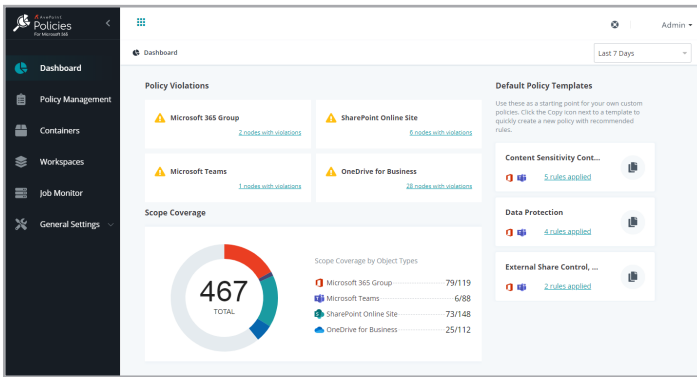 AvePoint
Policies
For Microsoft 365
Admin
Dashboard
Last 7 Days
Dashboard
Policy Management
Containers
Workspaces
Job Monitor
General Settings
Policy Violations
Microsoft 365 Group
2 nodes with violations
SharePoint Online Site
6 nodes with violations
Microsoft Teams
1 nodes with violations
OneDrive for Business
28 nodes with violations
Scope Coverage
467
TOTAL
Scope Coverage by Object Types
Microsoft 365 Group 79/119
Microsoft Teams 6/88
SharePoint Online Site 73/148
OneDrive for Business 25/112
Default Policy Templates
Use these as a starting point for your own custom
policies. Click the Copy icon next to a template to
quickly create a new policy with recommended
rules.
Content Sensitivity Cont...
5 rules applied
Data Protection
4 rules applied
External Share Control, ...
2 rules applied